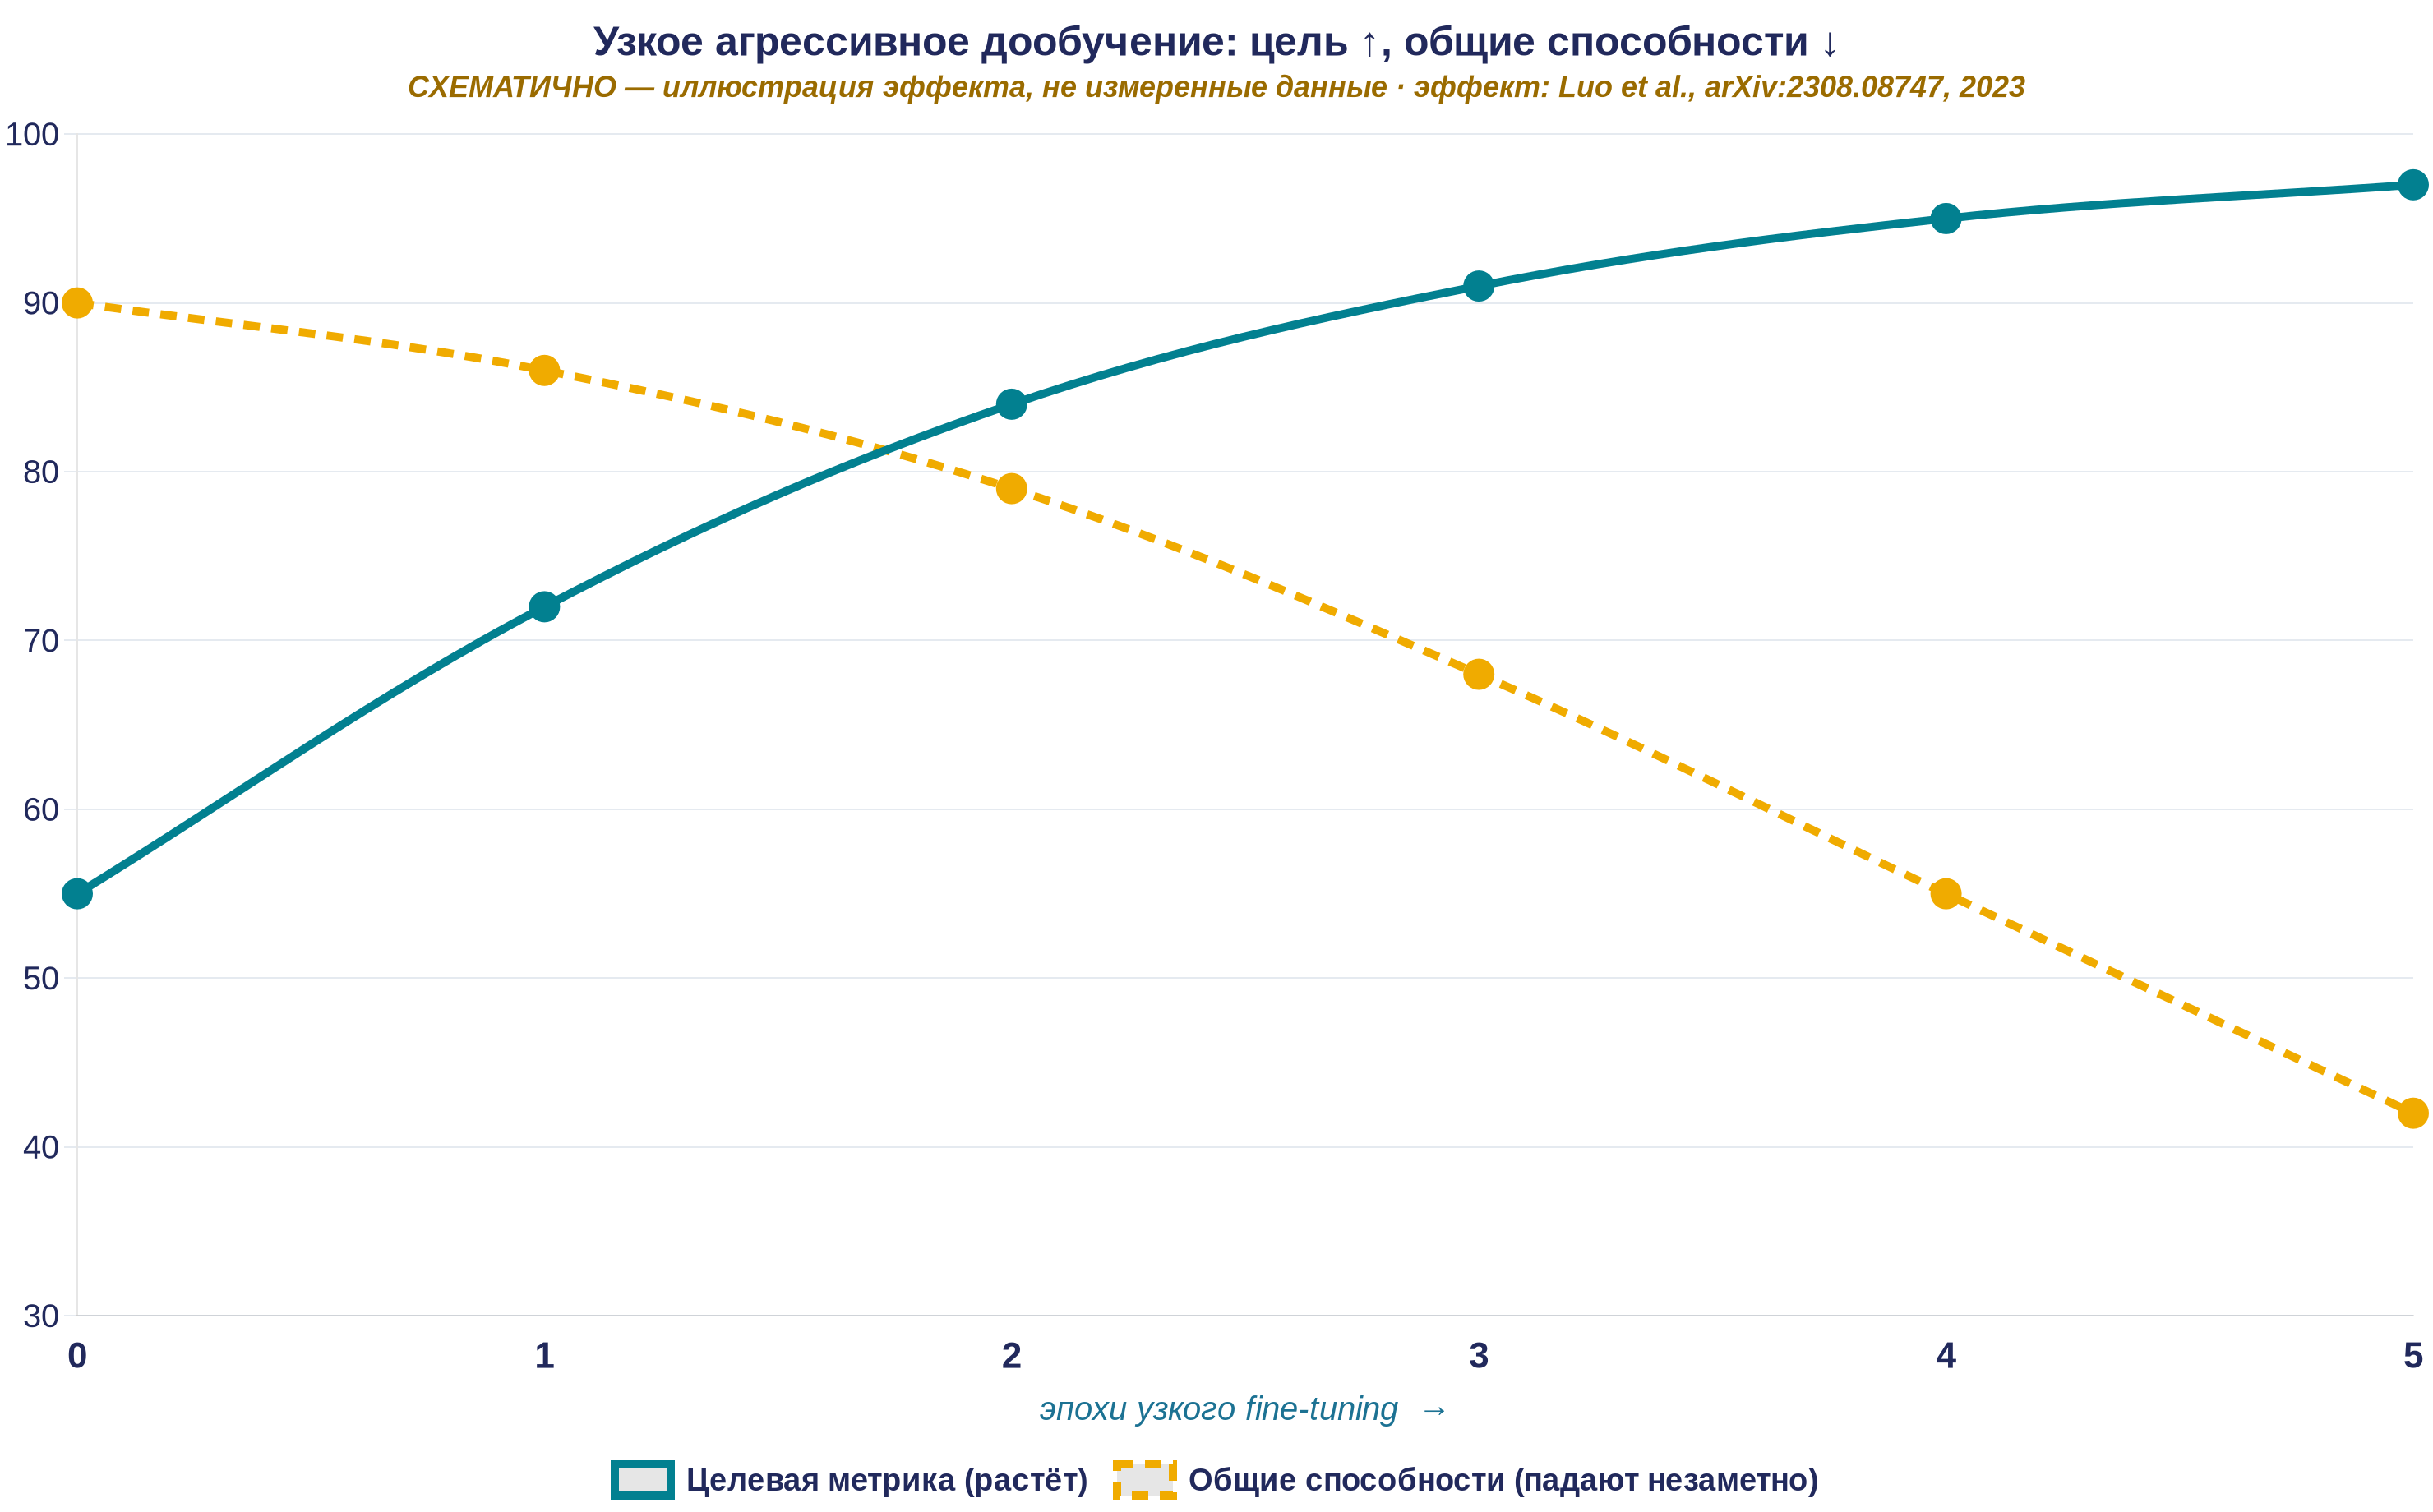 Узкое агрессивное дообучение: цель ↑, общие способности ↓
СХЕМАТИЧНО — иллюстрация эффекта, не измеренные данные · эффект: Luo et al., arXiv:2308.08747, 2023
100
90
80
70
60
50
40
30
0 1 2 3 4 5
эпохи узкого fine-tuning →
Целевая метрика (растёт) Общие способности (падают незаметно)